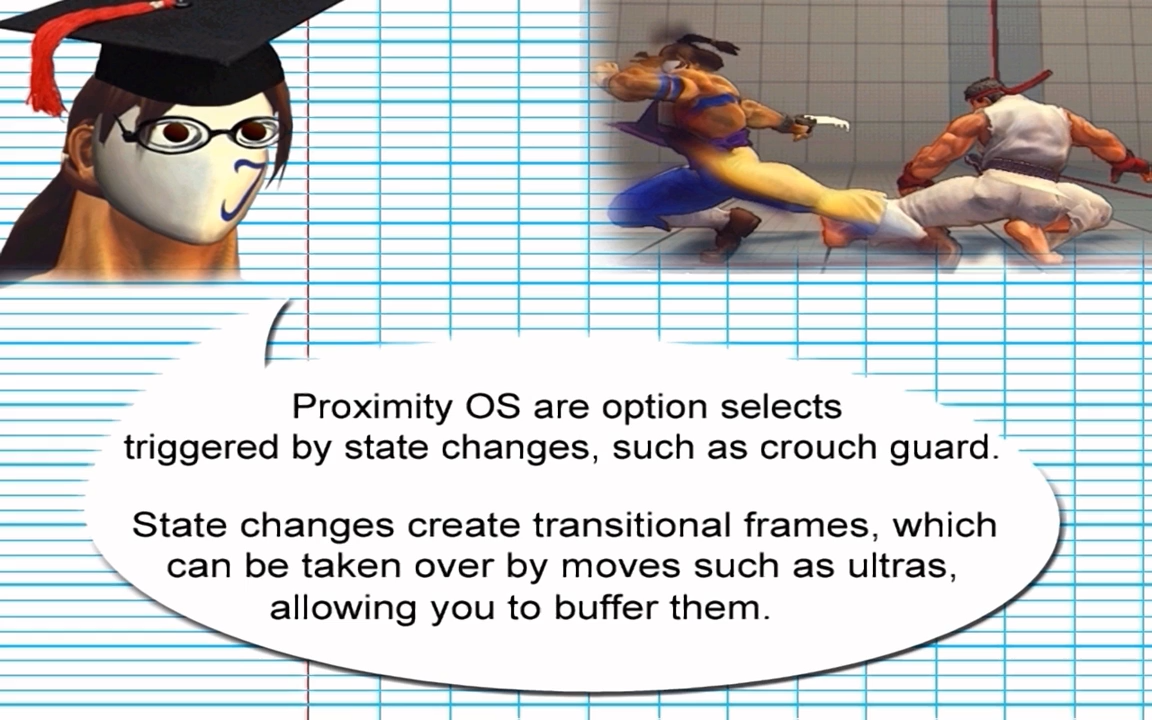 Proximity OS are option selects
triggered by state changes, such as crouch guard.
State changes create transitional frames, which
can be taken over by moves such as ultras,
allowing you to buffer them.